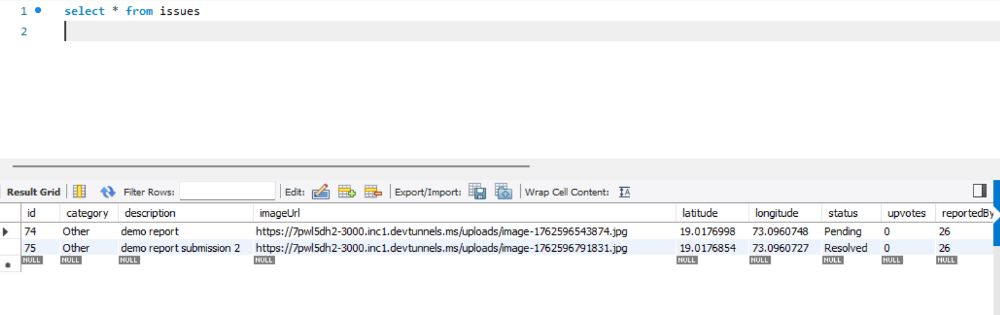 1 select * from issues
2
Result Grid Filter Rows: Edit: Export/Import: Wrap Cell Content: IA
id category description imageUrl latitude longitude status upvotes reportedBy
74 Other demo report https://7pwl5dh2-3000.inc1.devtunnels.ms/uploads/image-1762596543874.jpg 19.0176998 73.0960748 Pending 0 26
75 Other demo report submission 2 https://7pwl5dh2-3000.inc1.devtunnels.ms/uploads/image-1762596791831.jpg 19.0176854 73.0960727 Resolved 0 26
NULL NULL NULL NULL NULL NULL NULL NULL NULL